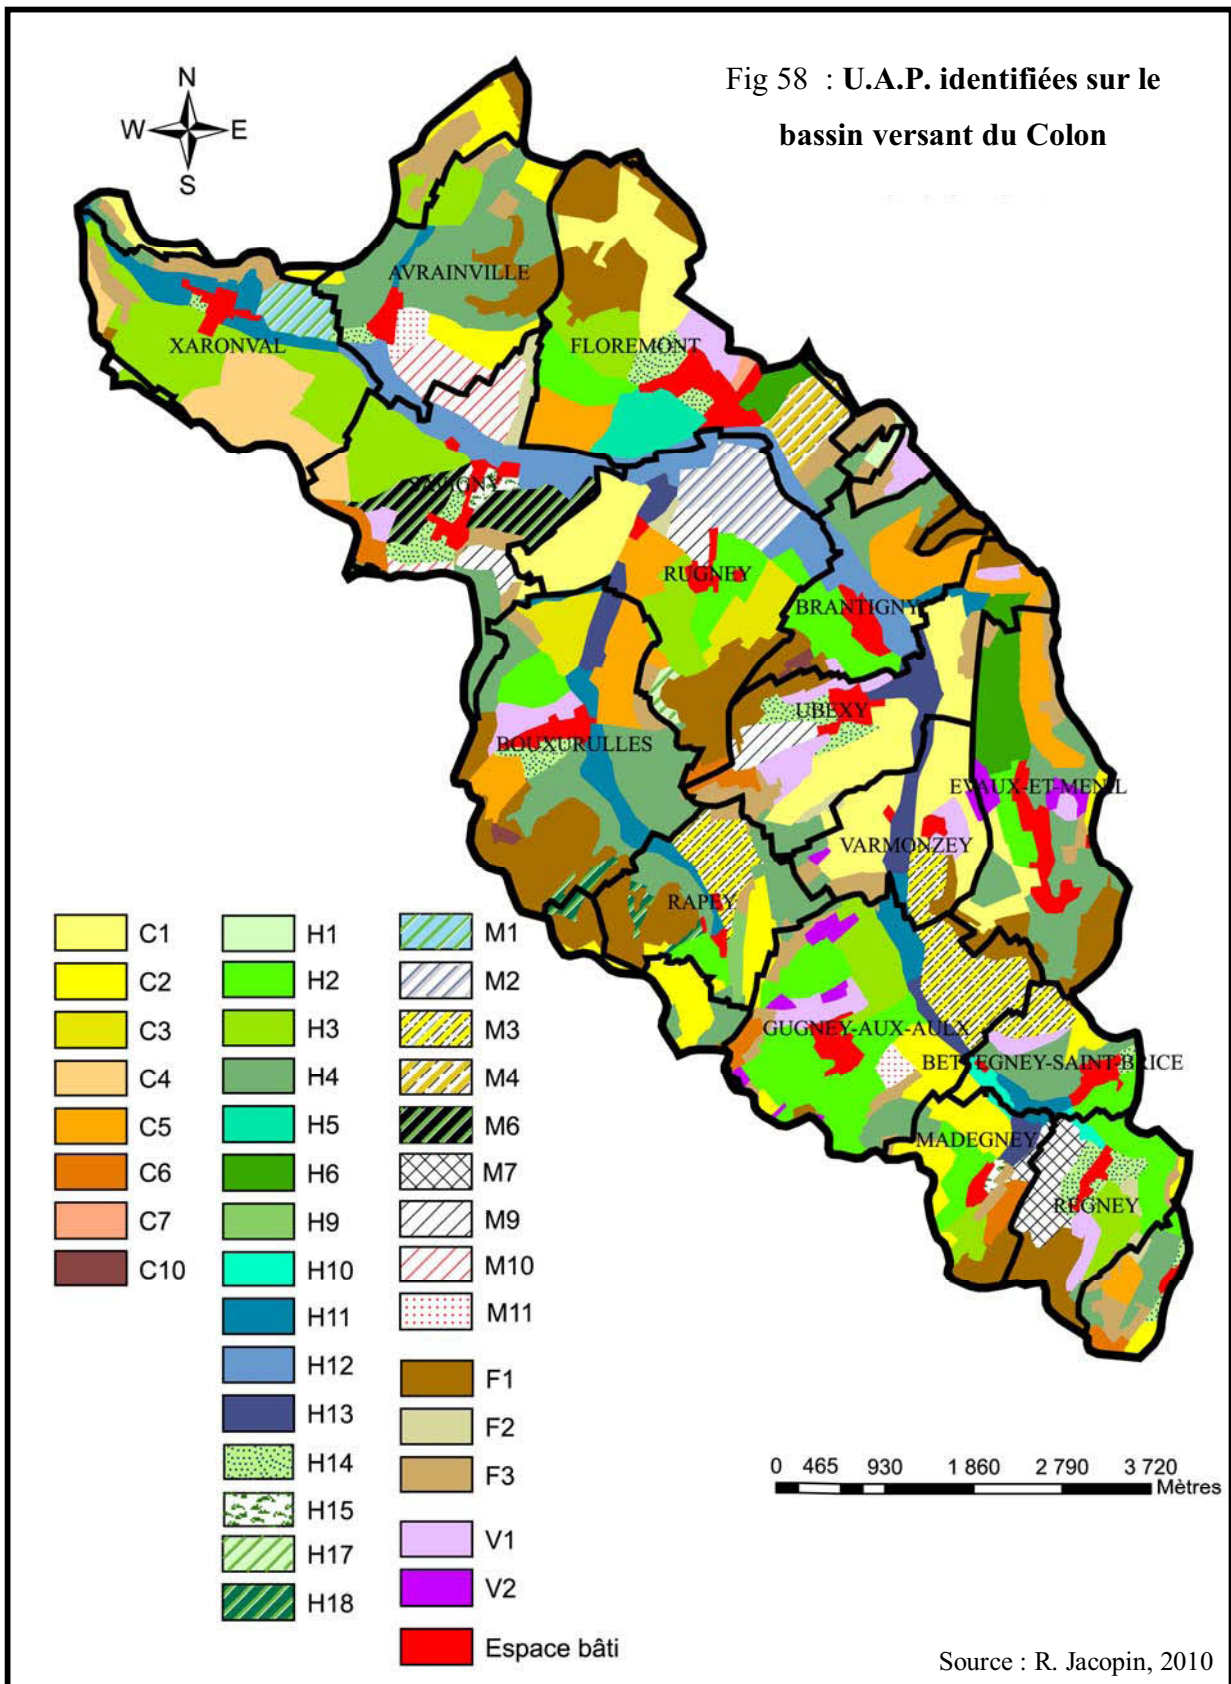 Fig 58 : U.A.P. identifiées sur le
bassin versant du Colon
N
W E
S
AVRAINVILLE
XARONVAL
FLOREMONT
SAVIGNY
RUGNEY
BRANTIGNY
UBEXY
BOUXURULLES
EVAUX-ET-MENIL
VARMONZEY
RAPEY
GUGNEY-AUX-AULX
BETTEGNEY-SAINT-BRICE
MADEGNEY
REGNEY
C1
C2
C3
C4
C5
C6
C7
C10
H1
H2
H3
H4
H5
H6
H9
H10
H11
H12
H13
H14
H15
H17
H18
M1
M2
M3
M4
M6
M7
M9
M10
M11
F1
F2
F3
V1
V2
Espace bâti
0 465 930 1 860 2 790 3 720
Mètres
Source : R. Jacopin, 2010